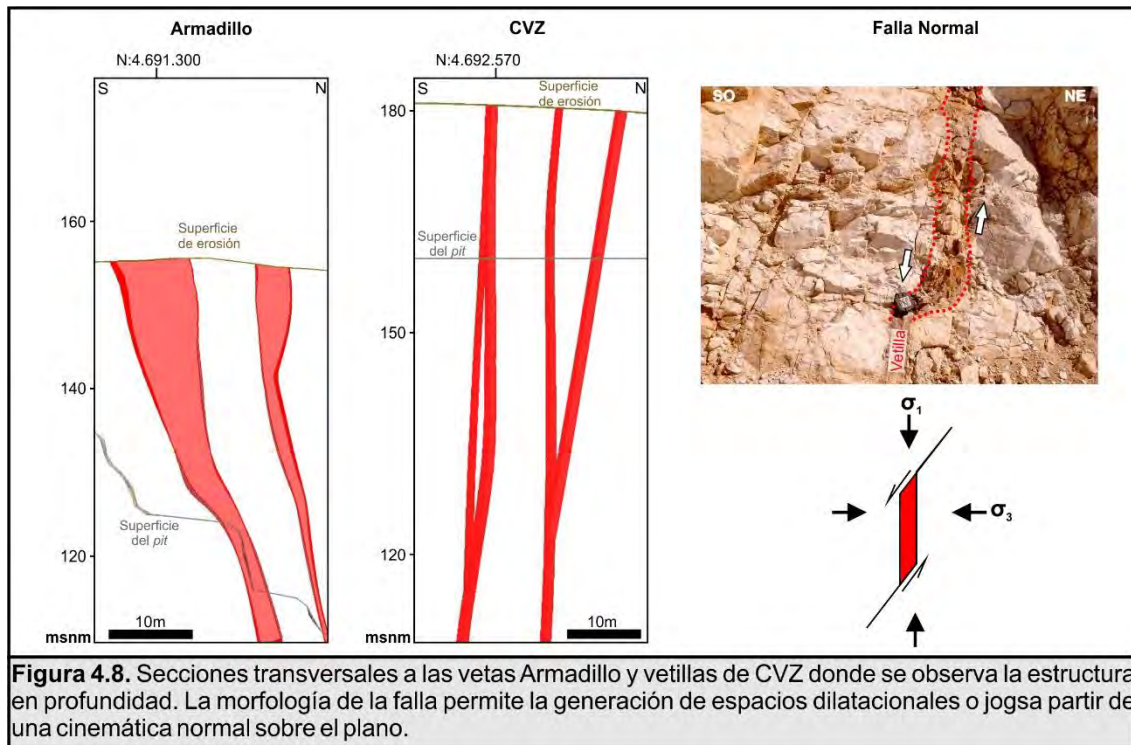 Armadillo
N:4.691.300
S
N
160
Superficie
de erosión
140
Superficie
del pit
120
10m
msnm
CVZ
N:4.692.570
S
N
180
Superficie
de erosión
Superficie
del pit
150
120
10m
msnm
Falla Normal
SO
NE
Vetilla
σ1
σ3
Figura 4.8. Secciones transversales a las vetas Armadillo y vetillas de CVZ donde se observa la estructura
en profundidad. La morfología de la falla permite la generación de espacios dilatacionales o jogsa partir de
una cinemática normal sobre el plano.